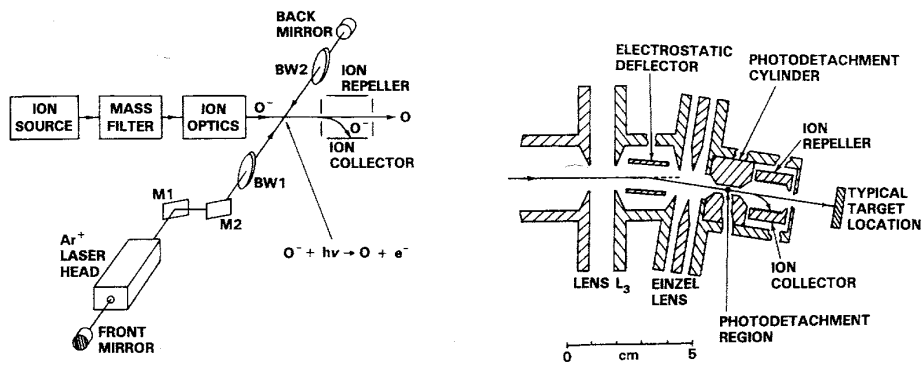 BACK
MIRROR
BW2
ION
REPELLER
ION
SOURCE
MASS
FILTER
ION
OPTICS
O⁻
O
O⁻
ION
COLLECTOR
BW1
M1
M2
Ar⁺
LASER
HEAD
O⁻ + hν → O + e⁻
FRONT
MIRROR
ELECTROSTATIC
DEFLECTOR
PHOTODETACHMENT
CYLINDER
ION
REPELLER
TYPICAL
TARGET
LOCATION
LENS L₃
EINZEL
LENS
ION
COLLECTOR
PHOTODETACHMENT
REGION
0 5
cm